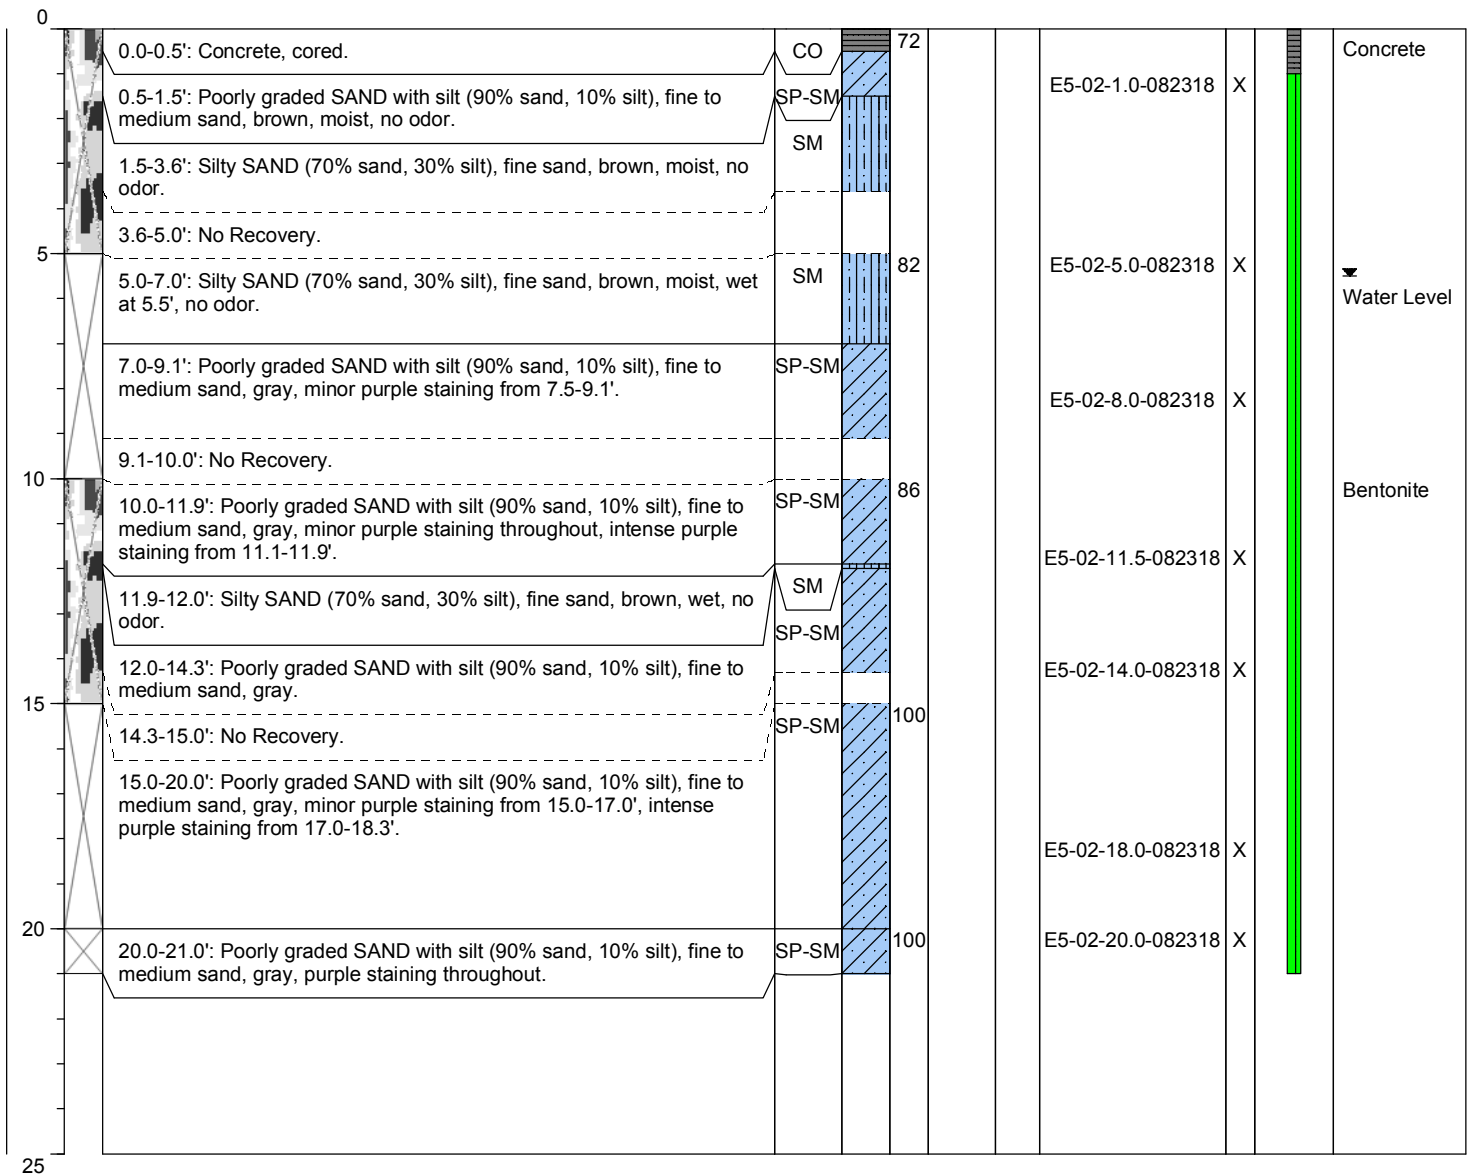 0
0.0-0.5': Concrete, cored.
CO
72
Concrete
E5-02-1.0-082318 X
0.5-1.5': Poorly graded SAND with silt (90% sand, 10% silt), fine to
medium sand, brown, moist, no odor.
SP-SM
SM
1.5-3.6': Silty SAND (70% sand, 30% silt), fine sand, brown, moist, no
odor.
3.6-5.0': No Recovery.
5
5.0-7.0': Silty SAND (70% sand, 30% silt), fine sand, brown, moist, wet
at 5.5', no odor.
SM
82
E5-02-5.0-082318 X
Water Level
7.0-9.1': Poorly graded SAND with silt (90% sand, 10% silt), fine to
medium sand, gray, minor purple staining from 7.5-9.1'.
SP-SM
E5-02-8.0-082318 X
9.1-10.0': No Recovery.
10
10.0-11.9': Poorly graded SAND with silt (90% sand, 10% silt), fine to
medium sand, gray, minor purple staining throughout, intense purple
staining from 11.1-11.9'.
SP-SM
86
Bentonite
E5-02-11.5-082318 X
11.9-12.0': Silty SAND (70% sand, 30% silt), fine sand, brown, wet, no
odor.
SM
SP-SM
12.0-14.3': Poorly graded SAND with silt (90% sand, 10% silt), fine to
medium sand, gray.
E5-02-14.0-082318 X
14.3-15.0': No Recovery.
15
SP-SM
100
15.0-20.0': Poorly graded SAND with silt (90% sand, 10% silt), fine to
medium sand, gray, minor purple staining from 15.0-17.0', intense
purple staining from 17.0-18.3'.
E5-02-18.0-082318 X
20
20.0-21.0': Poorly graded SAND with silt (90% sand, 10% silt), fine to
medium sand, gray, purple staining throughout.
SP-SM
100
E5-02-20.0-082318 X
25